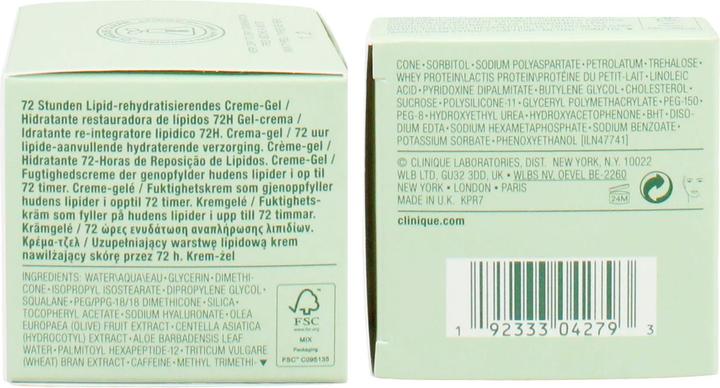 72 Stunden Lipid-rehydratisierendes Creme-Gel /
Hidratante restauradora de lípidos 72H Gel-crema /
Idratante re-integratore lipidico 72H. Crema-gel / 72 uur
lipide-aanvullende hydraterende verzorging. Crème-gel /
Hidratante 72-Horas de Reposição de Lípidos. Creme-Gel /
Fugtighedscreme der genopfylder hudens lipider i op til
72 timer. Creme-gelé / Fuktighetskrem som gjenoppfyller
hudens lipider i opptil 72 timer. Kremgelé / Fuktighets-
kräm som fyller på hudens lipider i upp till 72 timmar.
Krämgelé / 72 ώρες ενυδάτωση αναπλήρωσης λιπιδίων.
Κρέμα-τζελ / Uzupełniający warstwę lipidową krem
nawilżający skórę przez 72 h. Krem-żel
INGREDIENTS: WATER\AQUA\EAU • GLYCERIN • DIMETHI-
CONE • ISOPROPYL ISOSTEARATE • DIPROPYLENE GLYCOL •
SQUALANE • PEG/PPG-18/18 DIMETHICONE • SILICA •
TOCOPHERYL ACETATE • SODIUM HYALURONATE • OLEA
EUROPAEA (OLIVE) FRUIT EXTRACT • CENTELLA ASIATICA
(HYDROCOTYL) EXTRACT • ALOE BARBADENSIS LEAF
WATER • PALMITOYL HEXAPEPTIDE-12 • TRITICUM VULGARE
(WHEAT) BRAN EXTRACT • CAFFEINE • METHYL TRIMETHI-
FSC
www.fsc.org
MIX
Packaging
FSC™ C095135
CONE • SORBITOL • SODIUM POLYASPARTATE • PETROLATUM • TREHALOSE •
WHEY PROTEIN\LACTIS PROTEIN\PROTÉINE DU PETIT-LAIT • LINOLEIC
ACID • PYRIDOXINE DIPALMITATE • BUTYLENE GLYCOL • CHOLESTEROL •
SUCROSE • POLYSILICONE-11 • GLYCERYL POLYMETHACRYLATE • PEG-150 •
PEG-8 • HYDROXYETHYL UREA • HYDROXYACETOPHENONE • BHT • DISO-
DIUM EDTA • SODIUM HEXAMETAPHOSPHATE • SODIUM BENZOATE •
POTASSIUM SORBATE • PHENOXYETHANOL [ILN47741]
© CLINIQUE LABORATORIES, DIST. NEW YORK, N.Y. 10022
WLB LTD, GU32 3DD, UK • WLBS NV, OEVEL BE-2260
NEW YORK • LONDON • PARIS
MADE IN U.K. KPR7
24M
clinique.com
1 92333 04279 3